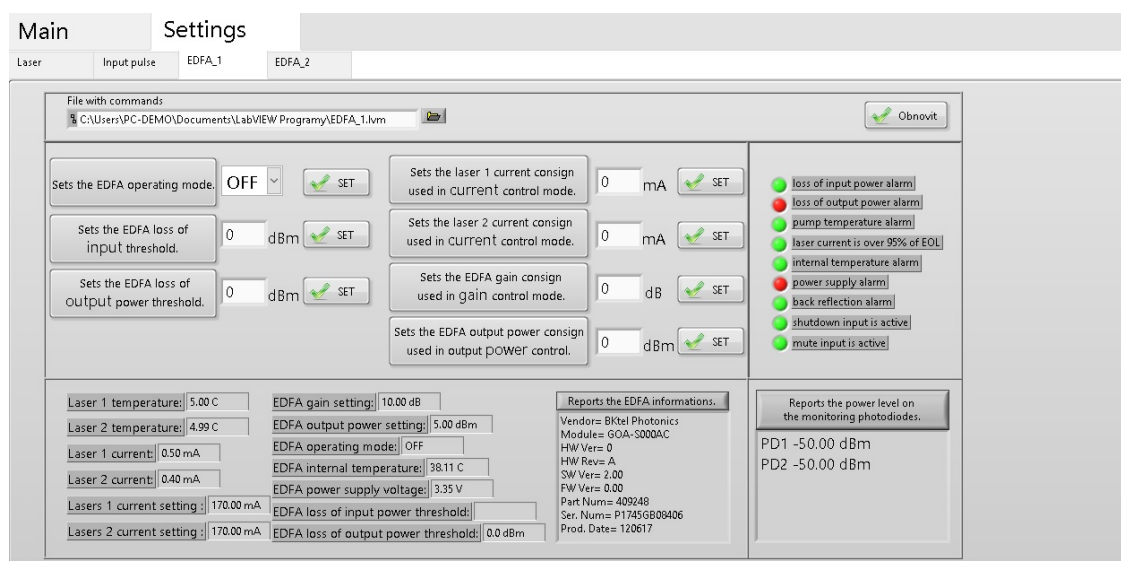 Main Settings
Laser Input pulse EDFA_1 EDFA_2
File with commands
C:\Users\PC-DEMO\Documents\LabVIEW Programy\EDFA_1.lvm
Obnovit
Sets the EDFA operating mode. OFF SET
Sets the EDFA loss of
input threshold.
0 dBm SET
Sets the EDFA loss of
output power threshold.
0 dBm SET
Sets the laser 1 current consign
used in current control mode.
0 mA SET
Sets the laser 2 current consign
used in current control mode.
0 mA SET
Sets the EDFA gain consign
used in gain control mode.
0 dB SET
Sets the EDFA output power consign
used in output power control.
0 dBm SET
loss of input power alarm
loss of output power alarm
pump temperature alarm
laser current is over 95% of EOL
internal temperature alarm
power supply alarm
back reflection alarm
shutdown input is active
mute input is active
Laser 1 temperature: 5.00 C
Laser 2 temperature: 4.99 C
Laser 1 current: 0.50 mA
Laser 2 current: 0.40 mA
Lasers 1 current setting : 170.00 mA
Lasers 2 current setting : 170.00 mA
EDFA gain setting: 10.00 dB
EDFA output power setting: 5.00 dBm
EDFA operating mode: OFF
EDFA internal temperature: 38.11 C
EDFA power supply voltage: 3.35 V
EDFA loss of input power threshold:
EDFA loss of output power threshold: 0.0 dBm
Reports the EDFA informations.
Vendor= BKtel Photonics
Module= GOA-S000AC
HW Ver= 0
HW Rev= A
SW Ver= 2.00
FW Ver= 0.00
Part Num= 409248
Ser. Num= P1745GB08406
Prod. Date= 120617
Reports the power level on
the monitoring photodiodes.
PD1 -50.00 dBm
PD2 -50.00 dBm